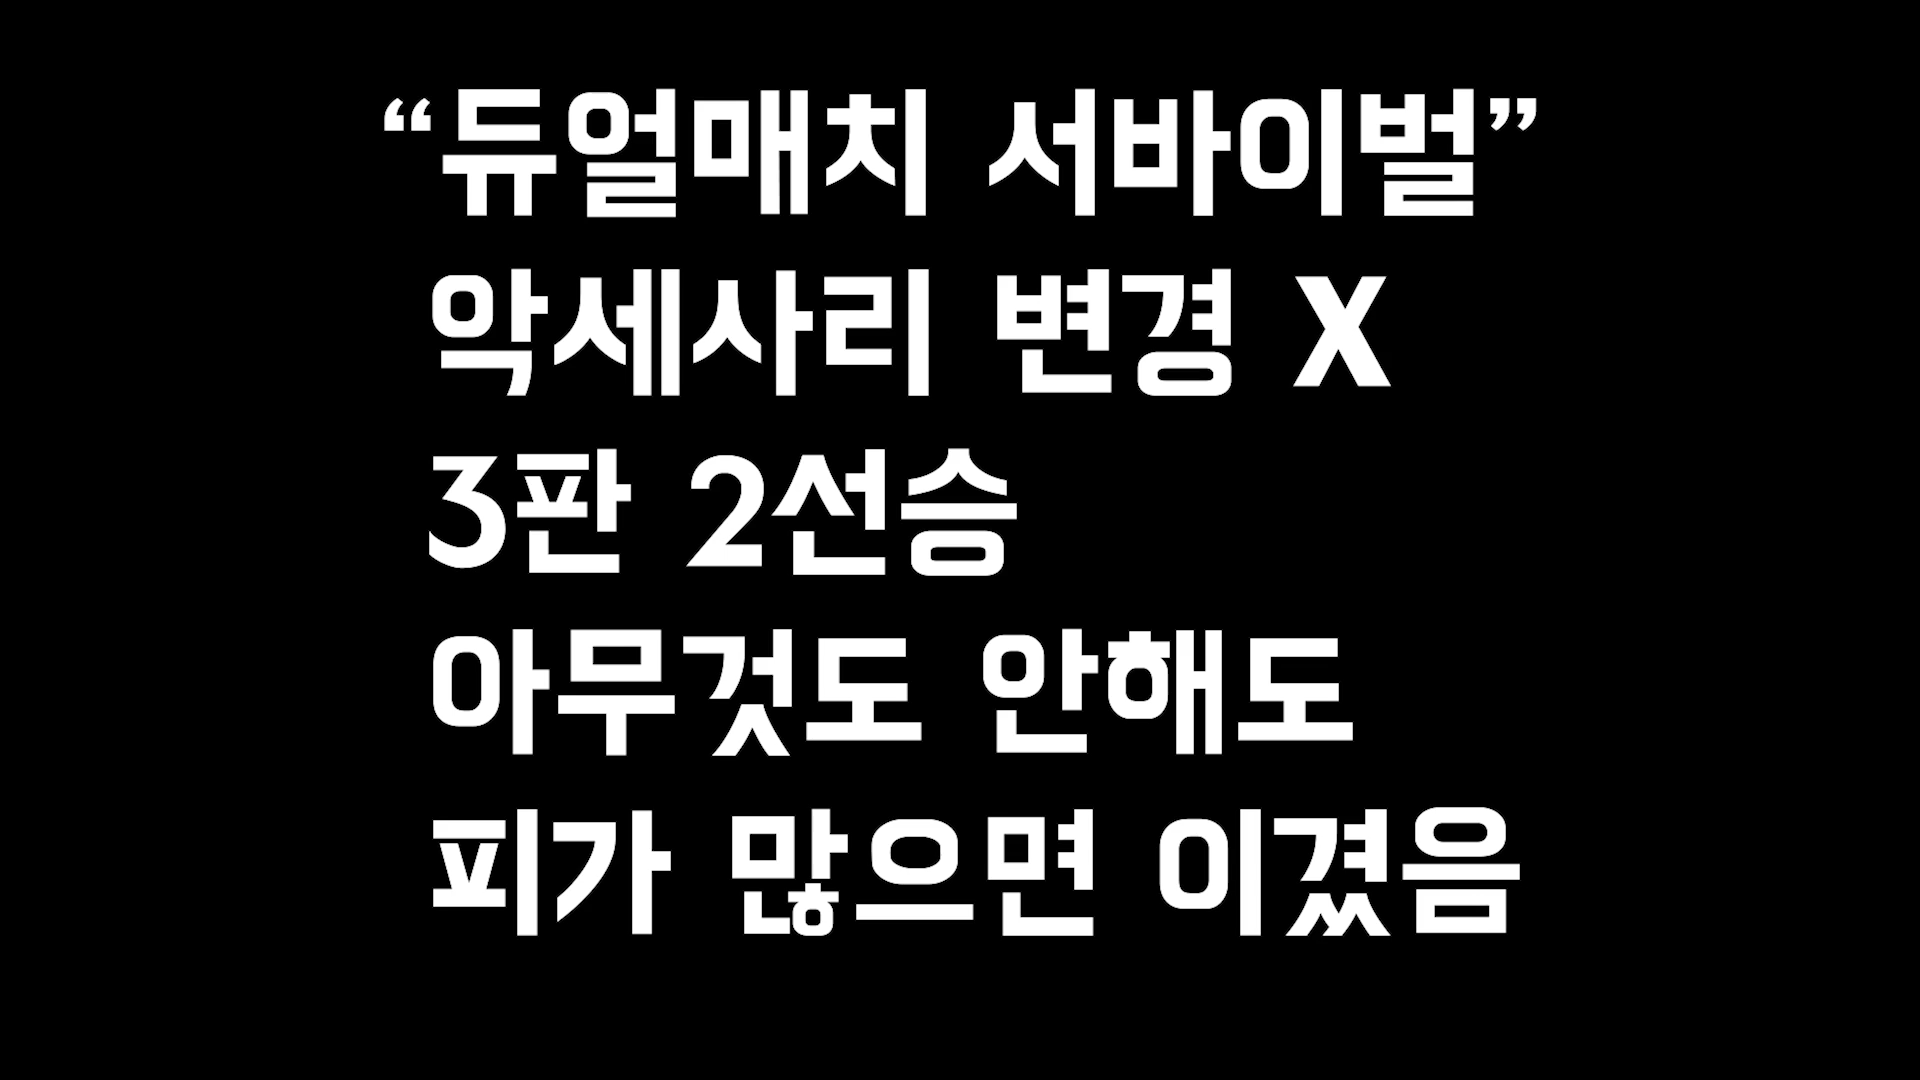 “듀얼매치 서바이벌”
악세사리 변경 X
3판 2선승
아무것도 안해도
피가 많으면 이겼음